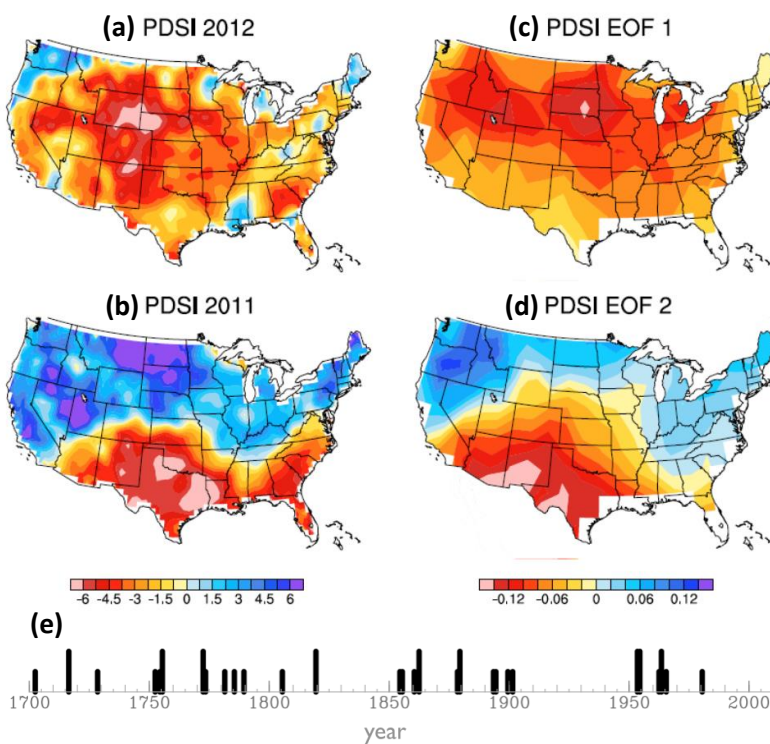 (a)
PDSI 2012
(c)
PDSI EOF 1
(b) PDSI 2011
(d) PDSI EOF 2
-6 -4.5 -3 -1.5 0 1.5 3 4.5 6
-0.12 -0.06 0 0.06 0.12
(e)
1700 1750 1800 1850 1900 1950 2000
year